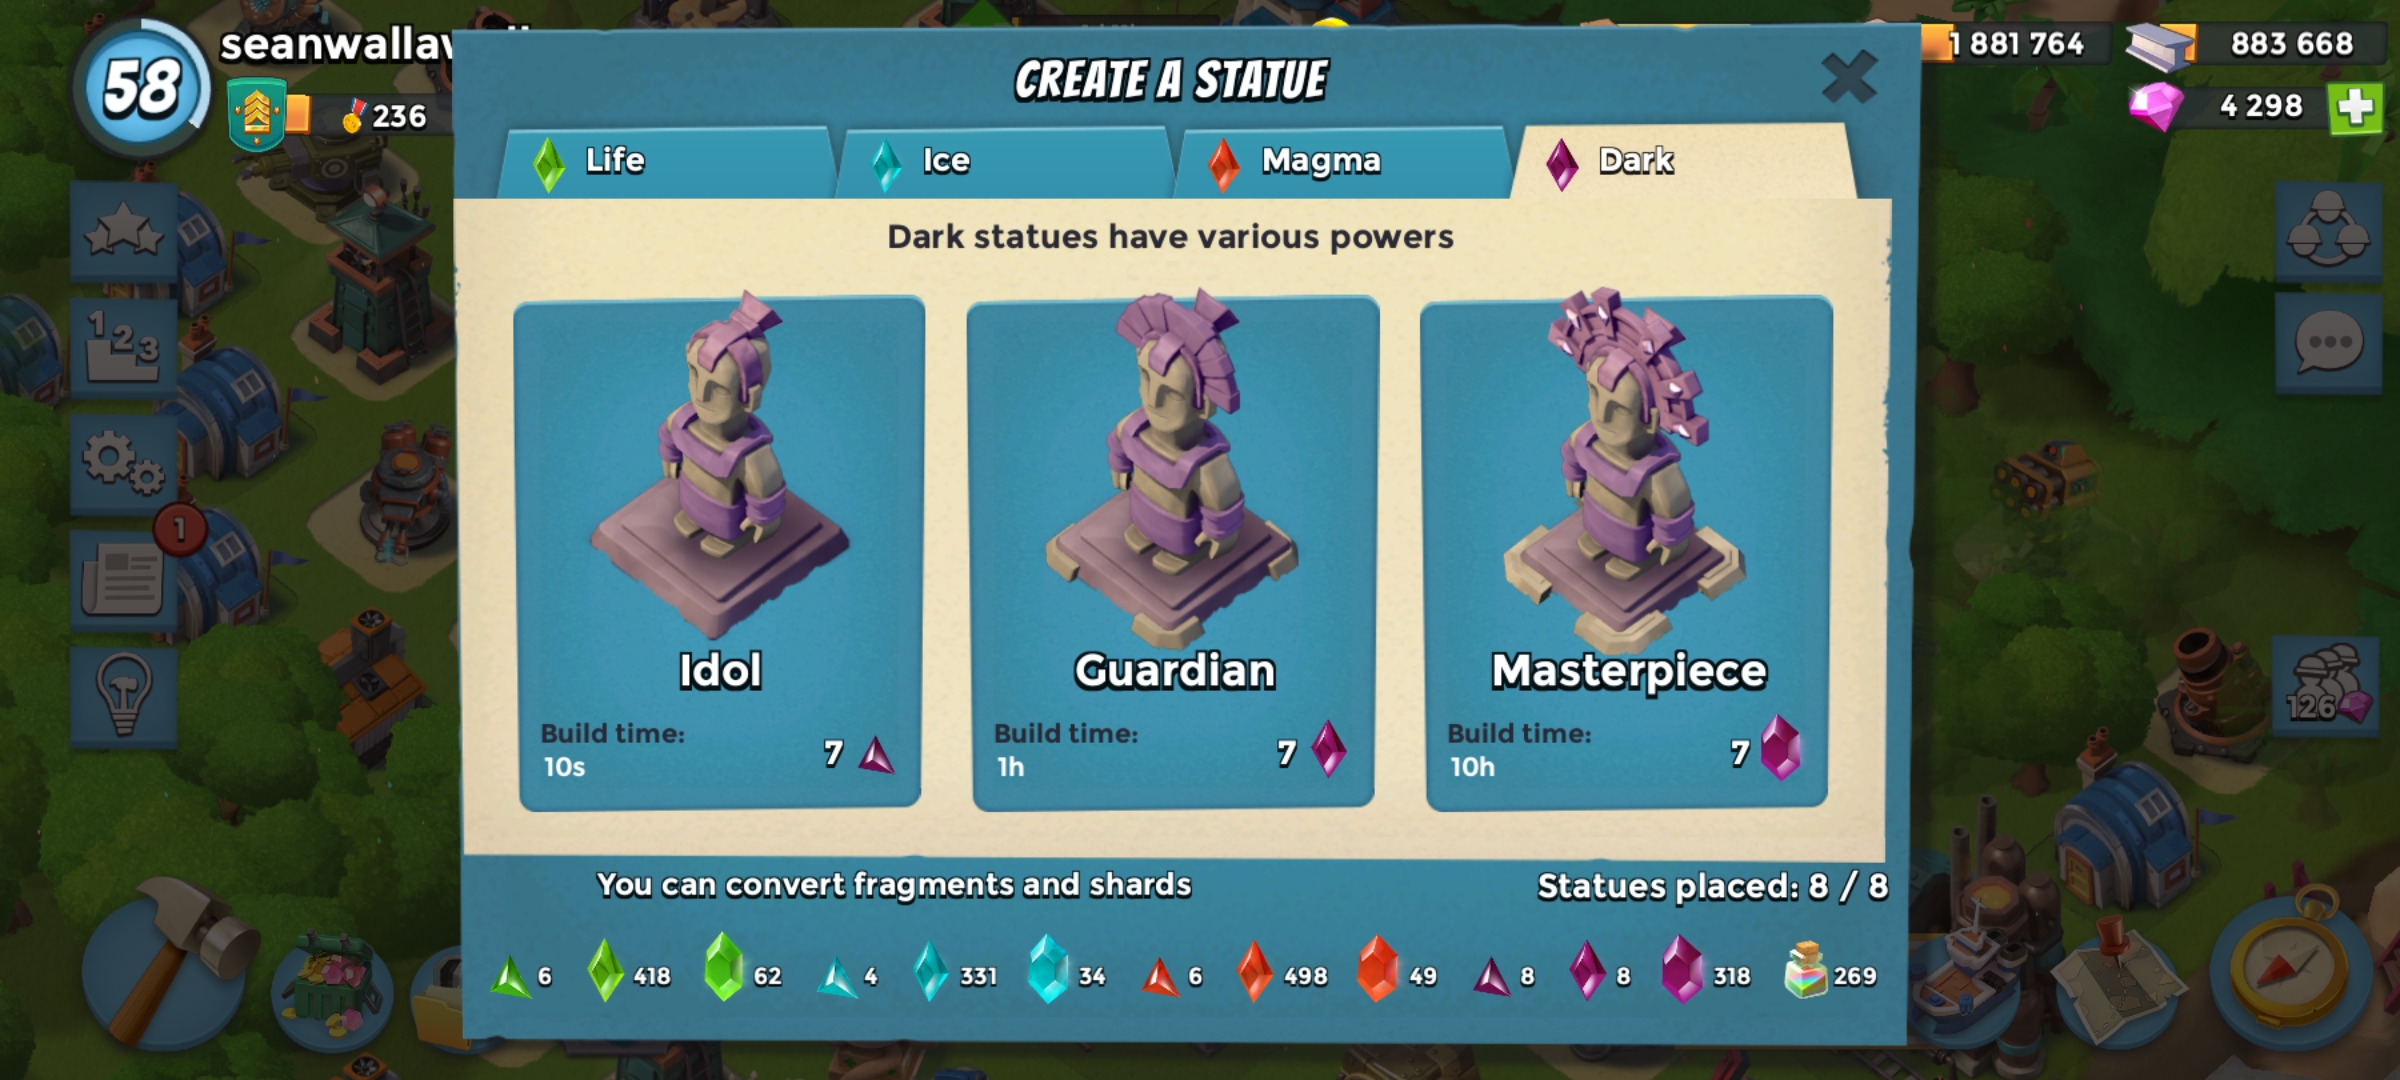 58
seanwallaw
236
1 881 764
883 668
4 298
CREATE A STATUE
Life
Ice
Magma
Dark
Dark statues have various powers
123
1
126
Idol
Build time:
10s
7
Guardian
Build time:
1h
7
Masterpiece
Build time:
10h
7
You can convert fragments and shards
Statues placed: 8 / 8
6
418
62
4
331
34
6
498
49
8
8
318
269